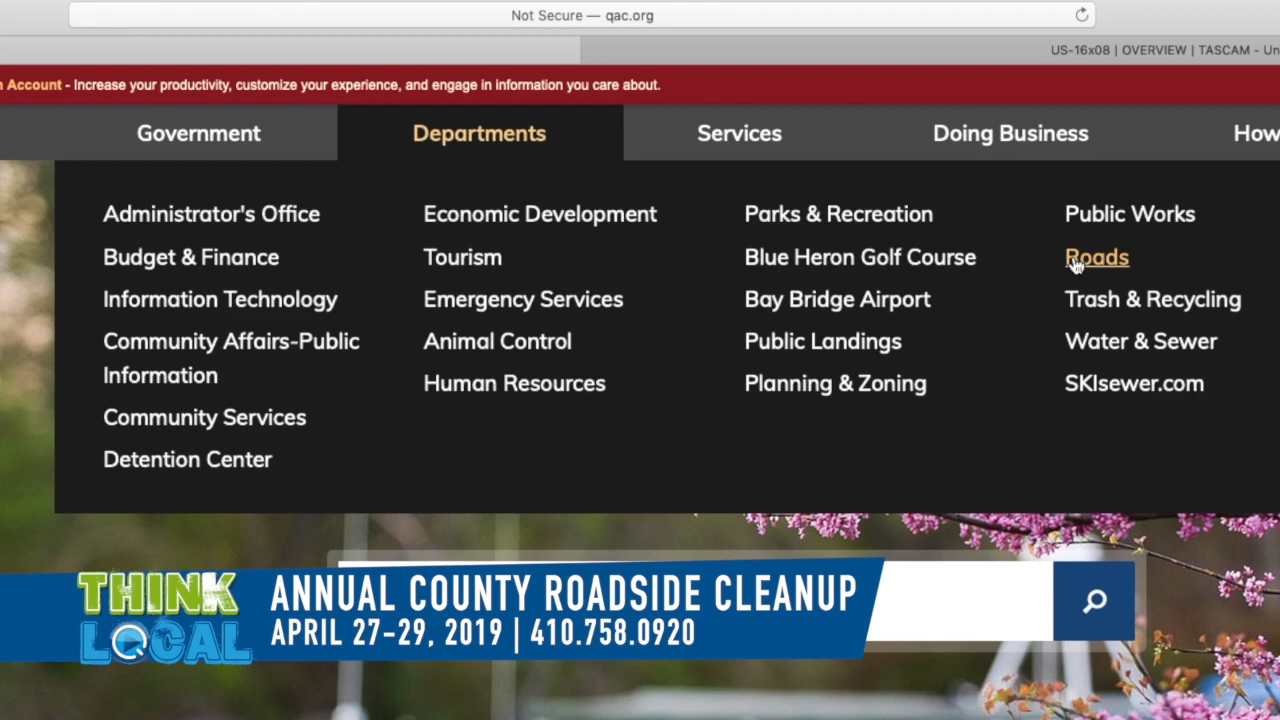 Not Secure — qac.org
US-16x08 | OVERVIEW | TASCAM - Un
Account - Increase your productivity, customize your experience, and engage in information you care about.
Government
Departments
Services
Doing Business
How
Administrator's Office
Budget & Finance
Information Technology
Community Affairs-Public
Information
Community Services
Detention Center
Economic Development
Tourism
Emergency Services
Animal Control
Human Resources
Parks & Recreation
Blue Heron Golf Course
Bay Bridge Airport
Public Landings
Planning & Zoning
Public Works
Roads
Trash & Recycling
Water & Sewer
SKIsewer.com
THINK
LOCAL
ANNUAL COUNTY ROADSIDE CLEANUP
APRIL 27-29, 2019 | 410.758.0920